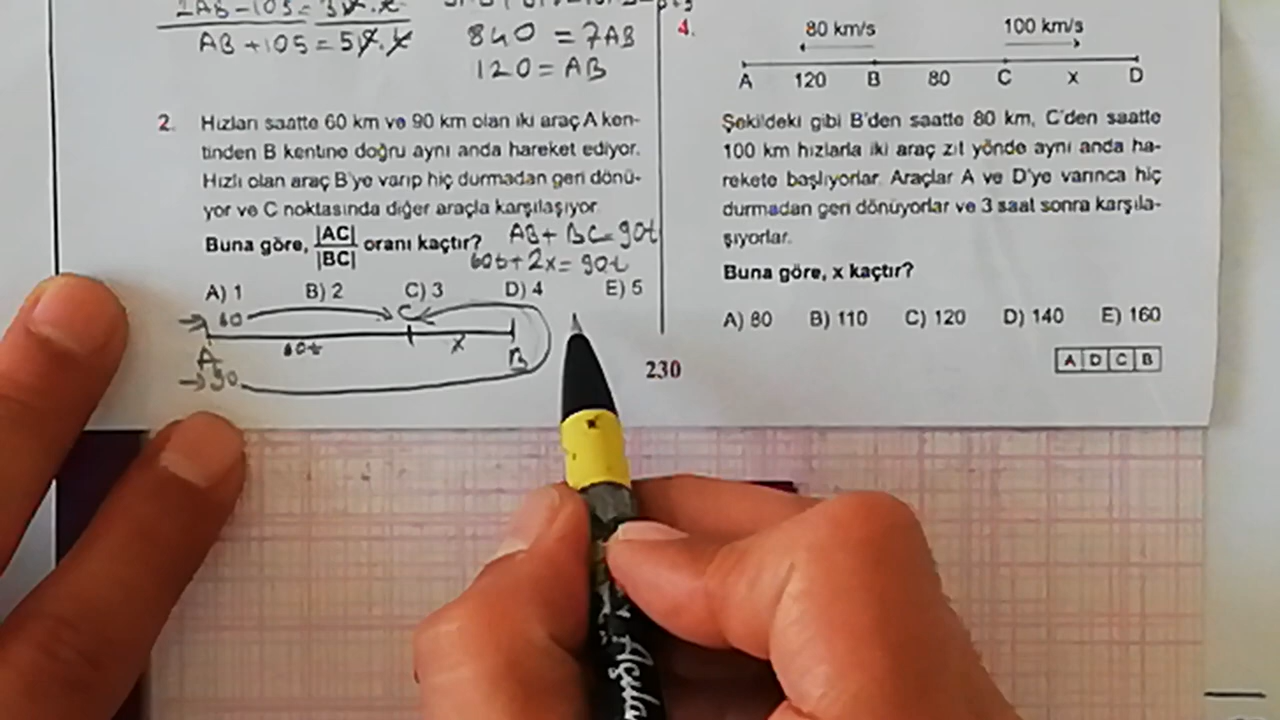 2AB-105=3
AB+105=5V.X
840=7AB
120=AB
2. Hızları saatte 60 km ve 90 km olan iki araç A ken-
tinden B kentine doğru aynı anda hareket ediyor.
Hızlı olan araç B'ye varıp hiç durmadan geri dönü-
yor ve C noktasında diğer araçla karşılaşıyor.
Buna göre, |AC| / |BC| oranı kaçtır?
AB+BC=90t
60t+2x=90t
A) 1 B) 2 C) 3 D) 4 E) 5
60 C
60t x
A B
90
4.
80 km/s 100 km/s
A 120 B 80 C x D
Şekildeki gibi B'den saatte 80 km, C'den saatte
100 km hızlarla iki araç zıt yönde aynı anda ha-
rekete başlıyorlar. Araçlar A ve D'ye varınca hiç
durmadan geri dönüyorlar ve 3 saat sonra karşıla-
şıyorlar.
Buna göre, x kaçtır?
A) 80 B) 110 C) 120 D) 140 E) 160
A D C B
230